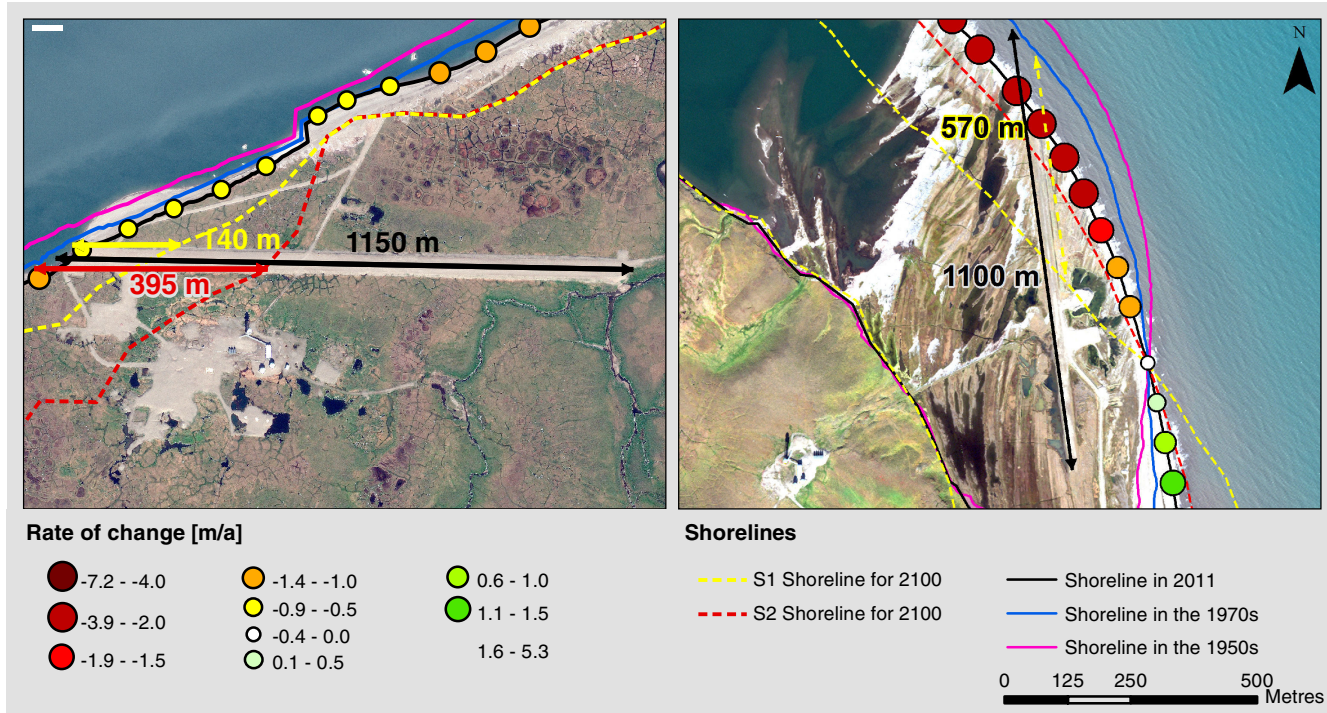 N
570 m
140 m
1150 m
395 m
1100 m
Rate of change [m/a]
-7.2 - -4.0
-3.9 - -2.0
-1.9 - -1.5
-1.4 - -1.0
-0.9 - -0.5
-0.4 - 0.0
0.1 - 0.5
0.6 - 1.0
1.1 - 1.5
1.6 - 5.3
Shorelines
S1 Shoreline for 2100
S2 Shoreline for 2100
Shoreline in 2011
Shoreline in the 1970s
Shoreline in the 1950s
0 125 250 500
Metres